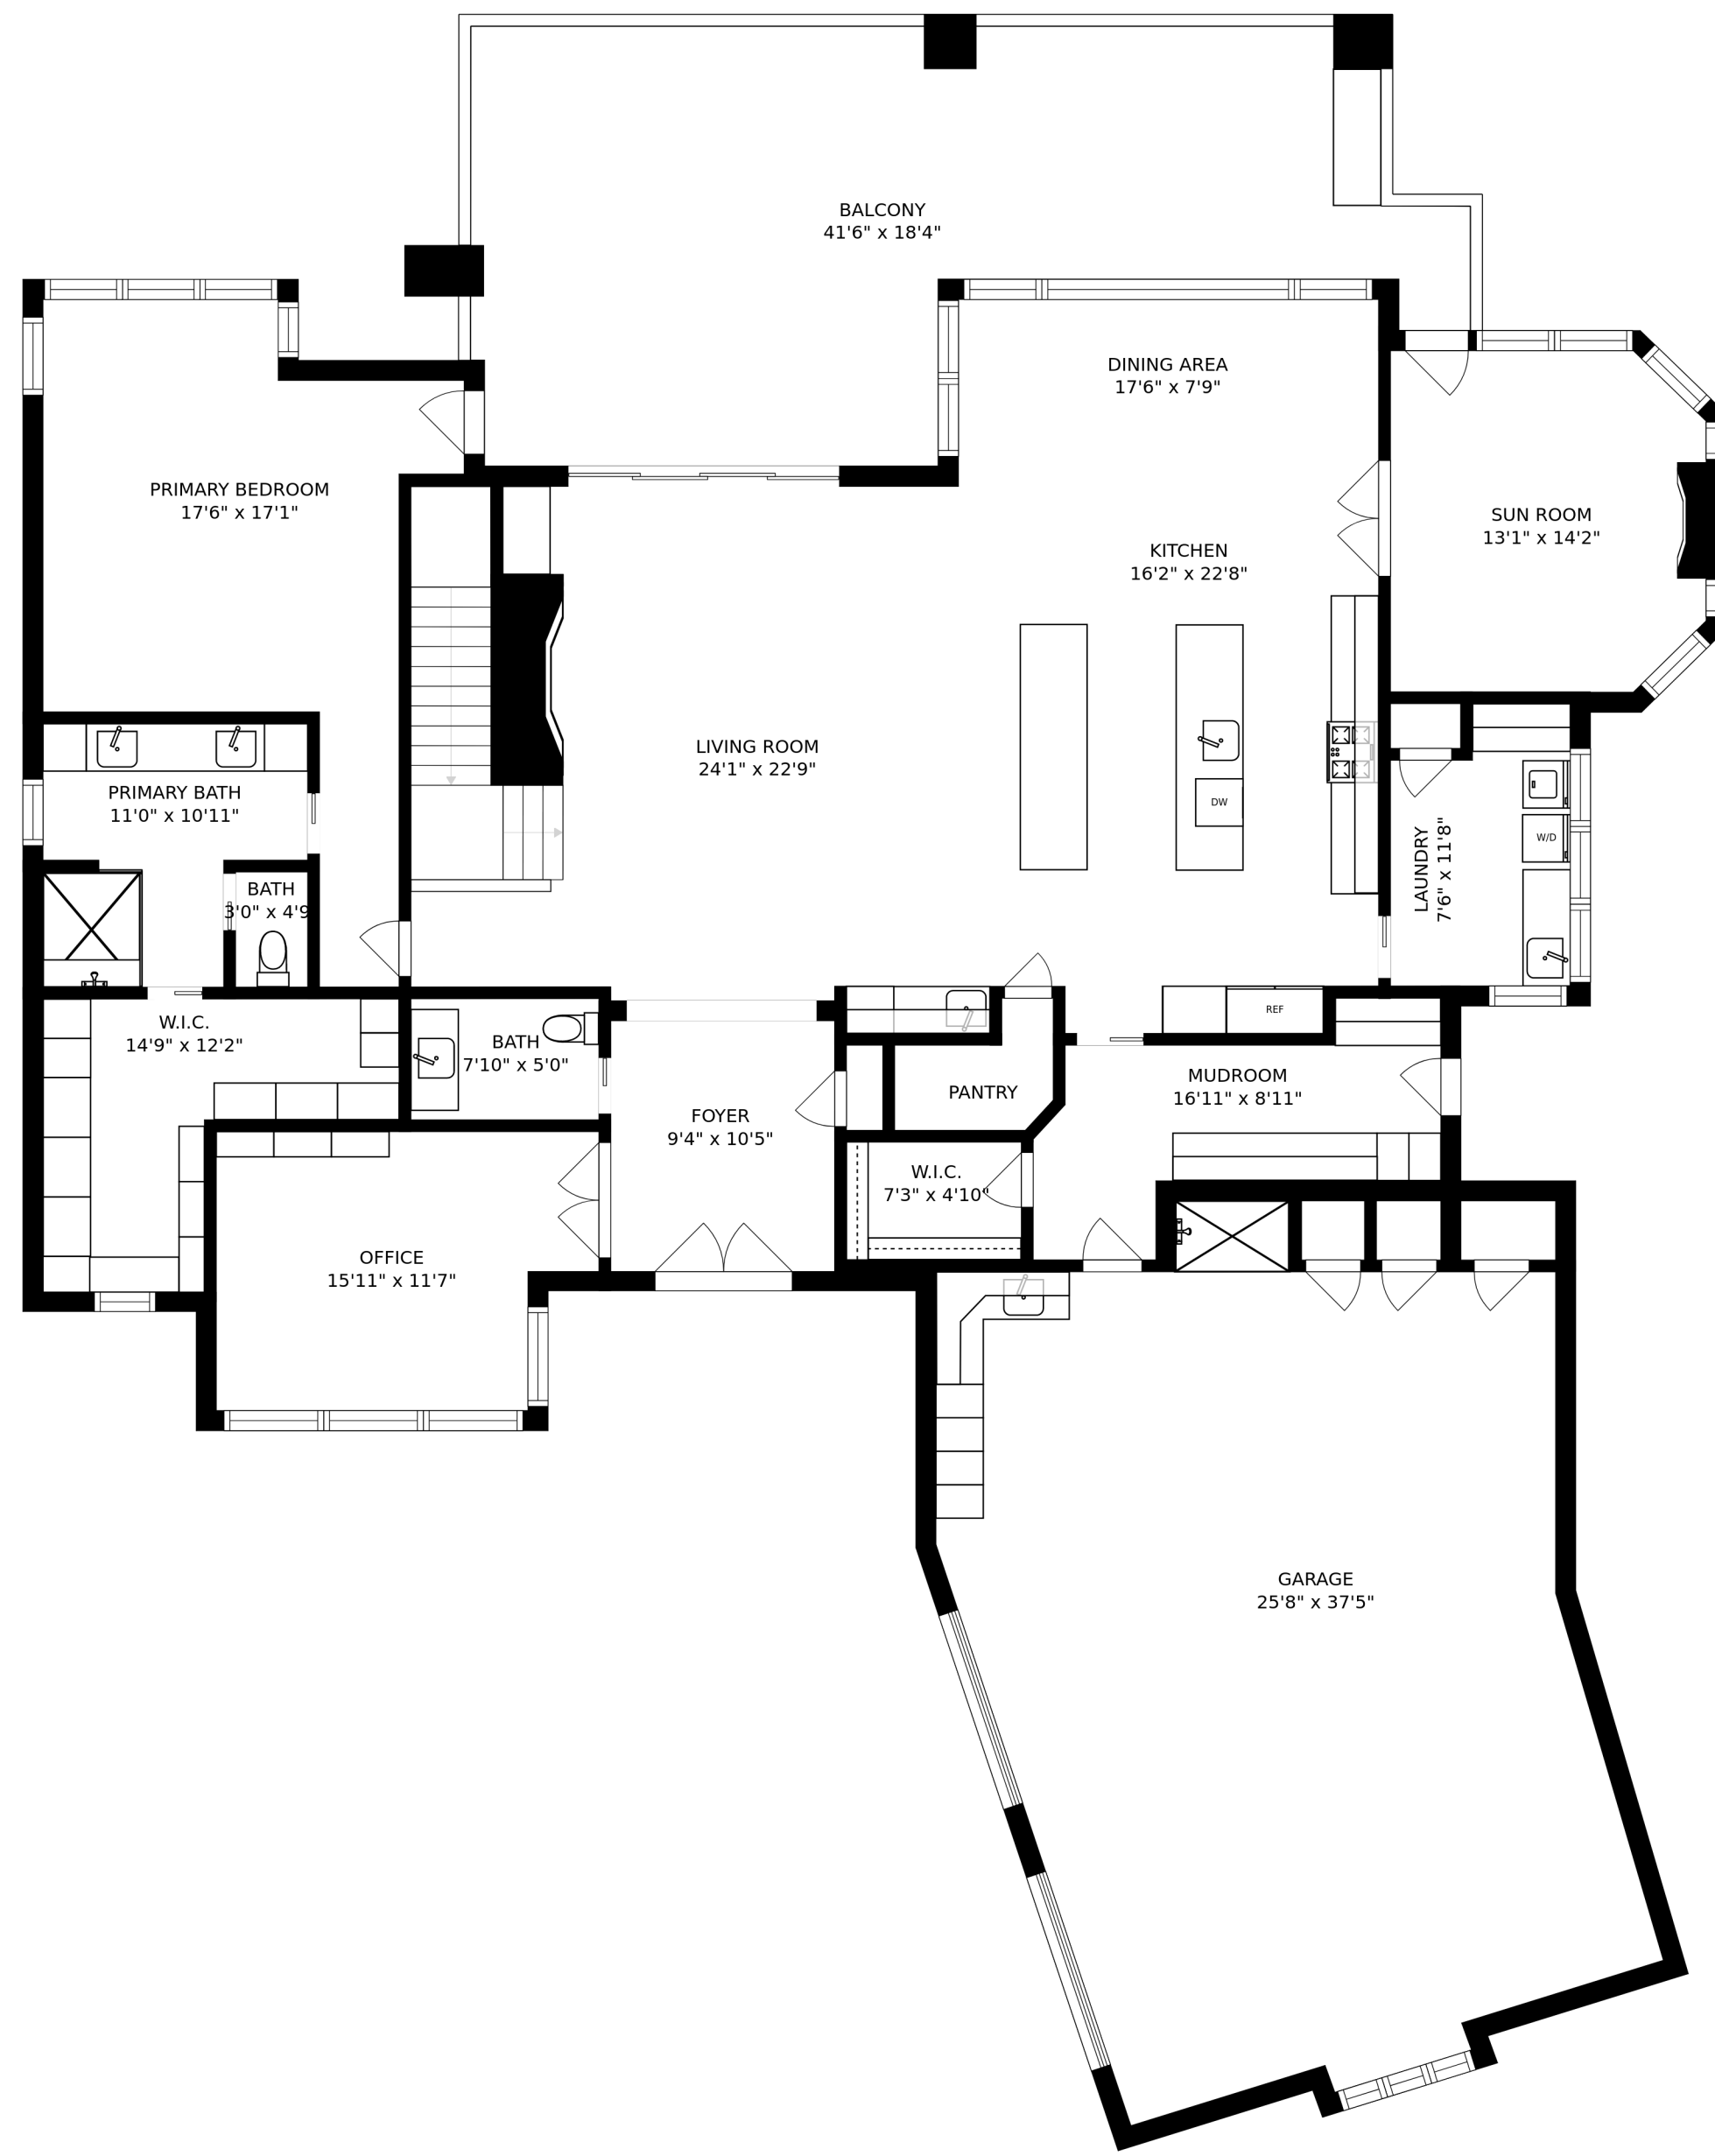 BALCONY
41'6" x 18'4"
DINING AREA
17'6" x 7'9"
PRIMARY BEDROOM
17'6" x 17'1"
SUN ROOM
13'1" x 14'2"
KITCHEN
16'2" x 22'8"
LIVING ROOM
24'1" x 22'9"
DW
PRIMARY BATH
11'0" x 10'11"
W/D
LAUNDRY
7'6" x 11'8"
BATH
3'0" x 4'9
REF
W.I.C.
14'9" x 12'2"
BATH
7'10" x 5'0"
MUDROOM
16'11" x 8'11"
PANTRY
FOYER
9'4" x 10'5"
W.I.C.
7'3" x 4'10"
OFFICE
15'11" x 11'7"
GARAGE
25'8" x 37'5"